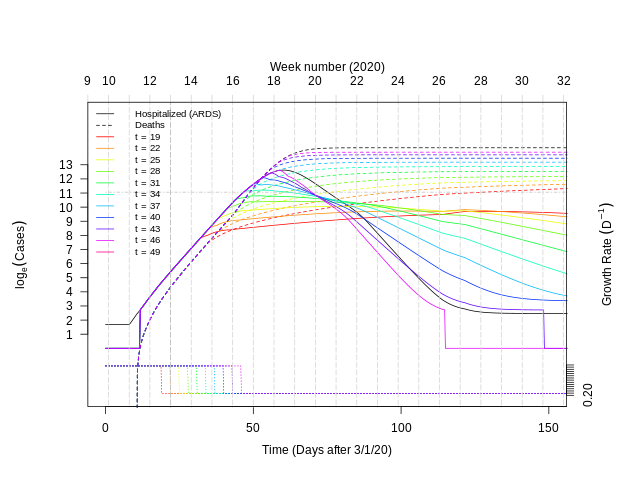 Week number (2020)
9 10 12 14 16 18 20 22 24 26 28 30 32
Hospitalized (ARDS)
Deaths
t = 19
t = 22
t = 25
t = 28
t = 31
t = 34
t = 37
t = 40
t = 43
t = 46
t = 49
13
12
11
10
9
8
7
6
5
4
3
2
1
logₑ(Cases)
Growth Rate (D⁻¹)
0.20
0 50 100 150
Time (Days after 3/1/20)